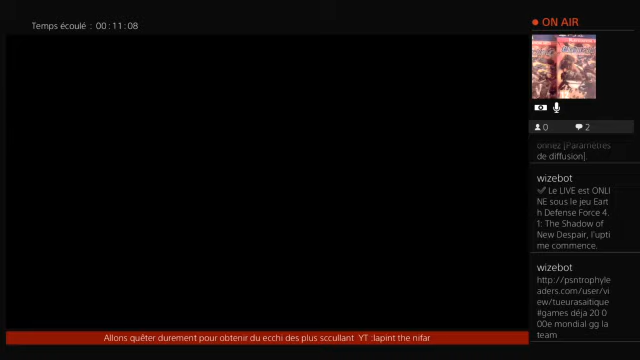 Temps écoulé : 00:11:08
ON AIR
0
2
onnez [Paramètres
de diffusion].
wizebot
Le LIVE est ONLI
NE sous le jeu Eart
h Defense Force 4.
1: The Shadow of
New Despair, l'upti
me commence.
wizebot
http://psntrophyle
aders.com/user/vi
ew/tueurasaitique
#games déja 20 0
00e mondial gg la
team
Allons quêter durement pour obtenir du ecchi des plus sccullant YT :lapint the nifar